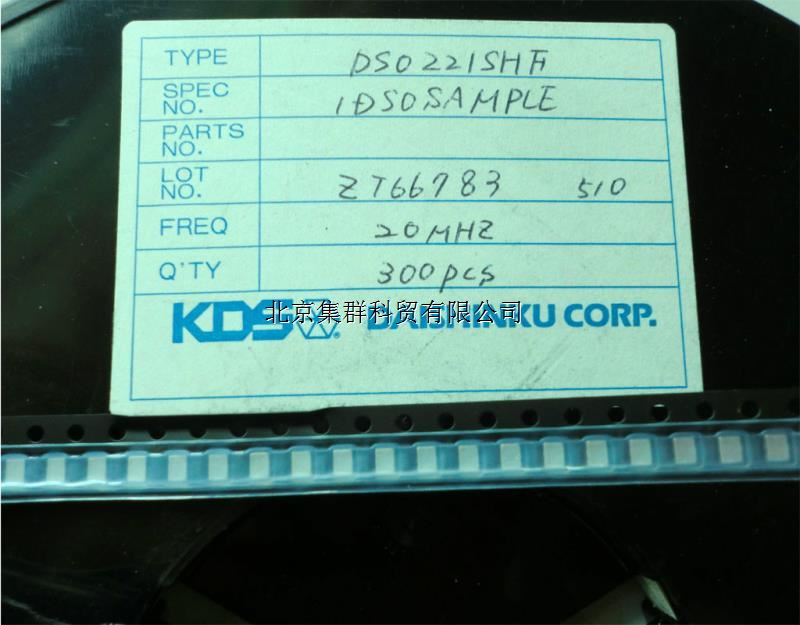 TYPE DSO221SHF
SPEC NO. 1DSOSAMPLE
PARTS NO.
LOT NO. ZT66783 510
FREQ 20MHZ
Q'TY 300pcs
KDS DAISHINKU CORP.
北京集群科贸有限公司